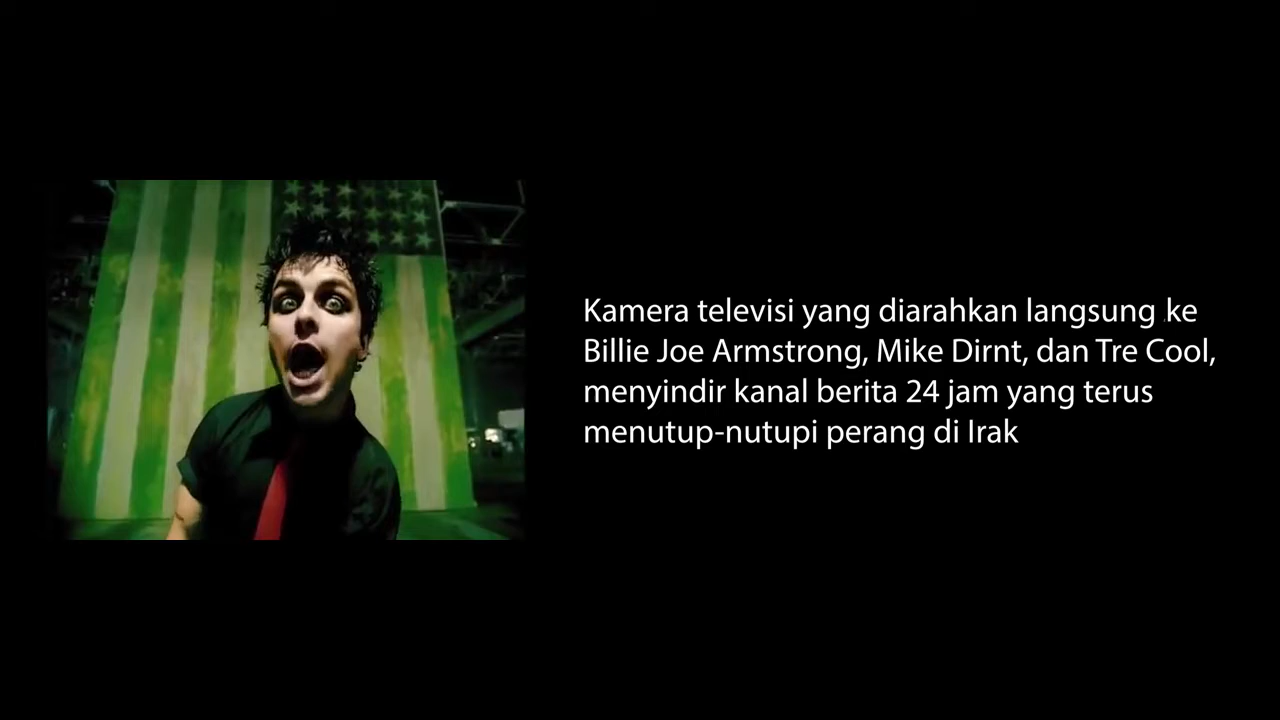 Kamera televisi yang diarahkan langsung ke
Billie Joe Armstrong, Mike Dirnt, dan Tre Cool,
menyindir kanal berita 24 jam yang terus
menutup-nutupi perang di Irak